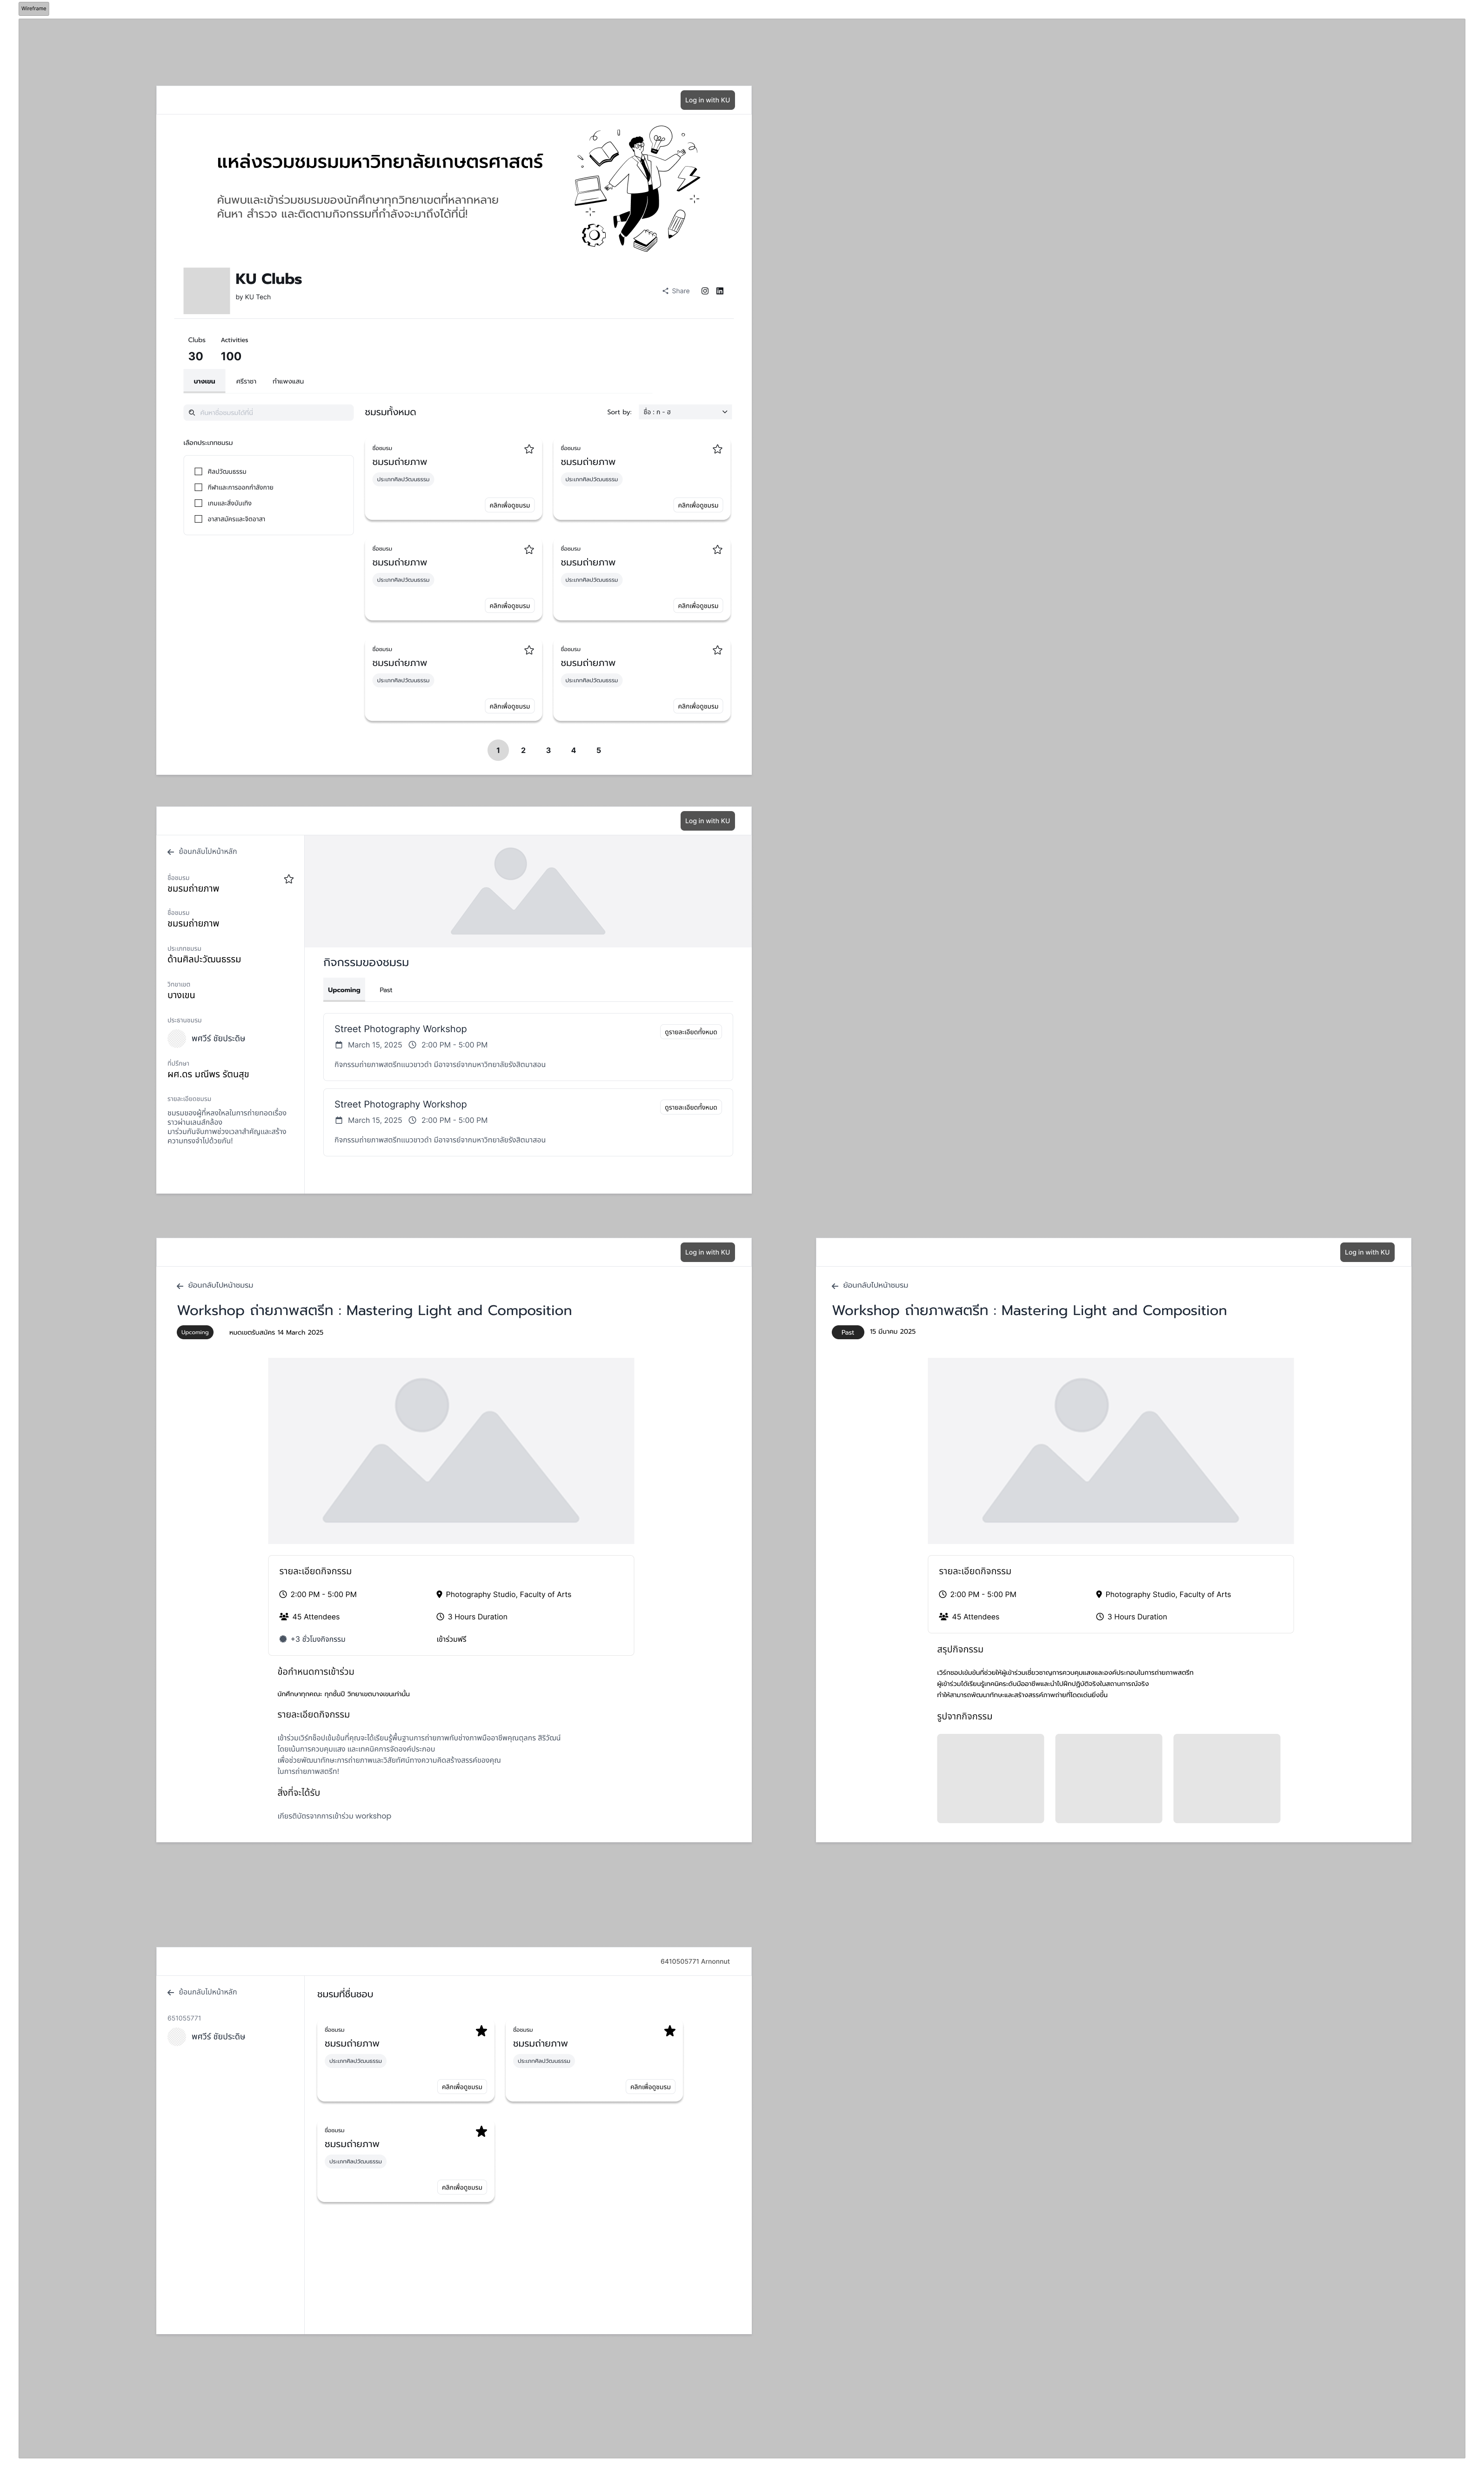 Wireframe
Log in with KU
แหล่งรวมชมรมมหาวิทยาลัยเกษตรศาสตร์
ค้นพบและเข้าร่วมชมรมของนักศึกษาทุกวิทยาเขตที่หลากหลาย
ค้นหา สำรวจ และติดตามกิจกรรมที่กำลังจะมาถึงได้ที่นี่!
KU Clubs
by KU Tech
Share
Clubs
30
Activities
100
บางเขน
ศรีราชา
กำแพงแสน
ค้นหาชื่อชมรมได้ที่นี่
เลือกประเภทชมรม
ศิลปวัฒนธรรม
กีฬาและการออกกำลังกาย
เกมและสิ่งบันเทิง
อาสาสมัครและจิตอาสา
ชมรมทั้งหมด
Sort by:
ชื่อ : ก - ฮ
ชื่อชมรม
ชมรมถ่ายภาพ
ประเภทศิลปวัฒนธรรม
คลิกเพื่อดูชมรม
ชื่อชมรม
ชมรมถ่ายภาพ
ประเภทศิลปวัฒนธรรม
คลิกเพื่อดูชมรม
ชื่อชมรม
ชมรมถ่ายภาพ
ประเภทศิลปวัฒนธรรม
คลิกเพื่อดูชมรม
ชื่อชมรม
ชมรมถ่ายภาพ
ประเภทศิลปวัฒนธรรม
คลิกเพื่อดูชมรม
ชื่อชมรม
ชมรมถ่ายภาพ
ประเภทศิลปวัฒนธรรม
คลิกเพื่อดูชมรม
ชื่อชมรม
ชมรมถ่ายภาพ
ประเภทศิลปวัฒนธรรม
คลิกเพื่อดูชมรม
1 2 3 4 5
Log in with KU
ย้อนกลับไปหน้าหลัก
ชื่อชมรม
ชมรมถ่ายภาพ
ชื่อชมรม
ชมรมถ่ายภาพ
ประเภทชมรม
ด้านศิลปะวัฒนธรรม
วิทยาเขต
บางเขน
ประธานชมรม
พศวีร์ ชัยประดิษ
ที่ปรึกษา
ผศ.ดร มณีพร รัตนสุข
รายละเอียดชมรม
ชมรมของผู้ที่หลงใหลในการถ่ายทอดเรื่อง
ราวผ่านเลนส์กล้อง
มาร่วมกันจับภาพช่วงเวลาสำคัญและสร้าง
ความทรงจำไปด้วยกัน!
กิจกรรมของชมรม
Upcoming
Past
Street Photography Workshop
ดูรายละเอียดทั้งหมด
March 15, 2025 2:00 PM - 5:00 PM
กิจกรรมถ่ายภาพสตรีทแนวขาวดำ มีอาจารย์จากมหาวิทยาลัยรังสิตมาสอน
Street Photography Workshop
ดูรายละเอียดทั้งหมด
March 15, 2025 2:00 PM - 5:00 PM
กิจกรรมถ่ายภาพสตรีทแนวขาวดำ มีอาจารย์จากมหาวิทยาลัยรังสิตมาสอน
Log in with KU
ย้อนกลับไปหน้าชมรม
Workshop ถ่ายภาพสตรีท : Mastering Light and Composition
Upcoming
หมดเขตรับสมัคร 14 March 2025
รายละเอียดกิจกรรม
2:00 PM - 5:00 PM
Photography Studio, Faculty of Arts
45 Attendees
3 Hours Duration
+3 ชั่วโมงกิจกรรม
เข้าร่วมฟรี
ข้อกำหนดการเข้าร่วม
นักศึกษาทุกคณะ ทุกชั้นปี วิทยาเขตบางเขนเท่านั้น
รายละเอียดกิจกรรม
เข้าร่วมเวิร์กช็อปเข้มข้นที่คุณจะได้เรียนรู้พื้นฐานการถ่ายภาพกับช่างภาพมืออาชีพคุณตุลกร สิริวัฒน์
โดยเน้นการควบคุมแสง และเทคนิคการจัดองค์ประกอบ
เพื่อช่วยพัฒนาทักษะการถ่ายภาพและวิสัยทัศน์ทางความคิดสร้างสรรค์ของคุณ
ในการถ่ายภาพสตรีท!
สิ่งที่จะได้รับ
เกียรติบัตรจากการเข้าร่วม workshop
Log in with KU
ย้อนกลับไปหน้าชมรม
Workshop ถ่ายภาพสตรีท : Mastering Light and Composition
Past
15 มีนาคม 2025
รายละเอียดกิจกรรม
2:00 PM - 5:00 PM
Photography Studio, Faculty of Arts
45 Attendees
3 Hours Duration
สรุปกิจกรรม
เวิร์กชอปเข้มข้นที่ช่วยให้ผู้เข้าร่วมเชี่ยวชาญการควบคุมแสงและองค์ประกอบในการถ่ายภาพสตรีท
ผู้เข้าร่วมได้เรียนรู้เทคนิคระดับมืออาชีพและนำไปฝึกปฏิบัติจริงในสถานการณ์จริง
ทำให้สามารถพัฒนาทักษะและสร้างสรรค์ภาพถ่ายที่โดดเด่นยิ่งขึ้น
รูปจากกิจกรรม
6410505771 Arnonnut
ย้อนกลับไปหน้าหลัก
651055771
พศวีร์ ชัยประดิษ
ชมรมที่ชื่นชอบ
ชื่อชมรม
ชมรมถ่ายภาพ
ประเภทศิลปวัฒนธรรม
คลิกเพื่อดูชมรม
ชื่อชมรม
ชมรมถ่ายภาพ
ประเภทศิลปวัฒนธรรม
คลิกเพื่อดูชมรม
ชื่อชมรม
ชมรมถ่ายภาพ
ประเภทศิลปวัฒนธรรม
คลิกเพื่อดูชมรม